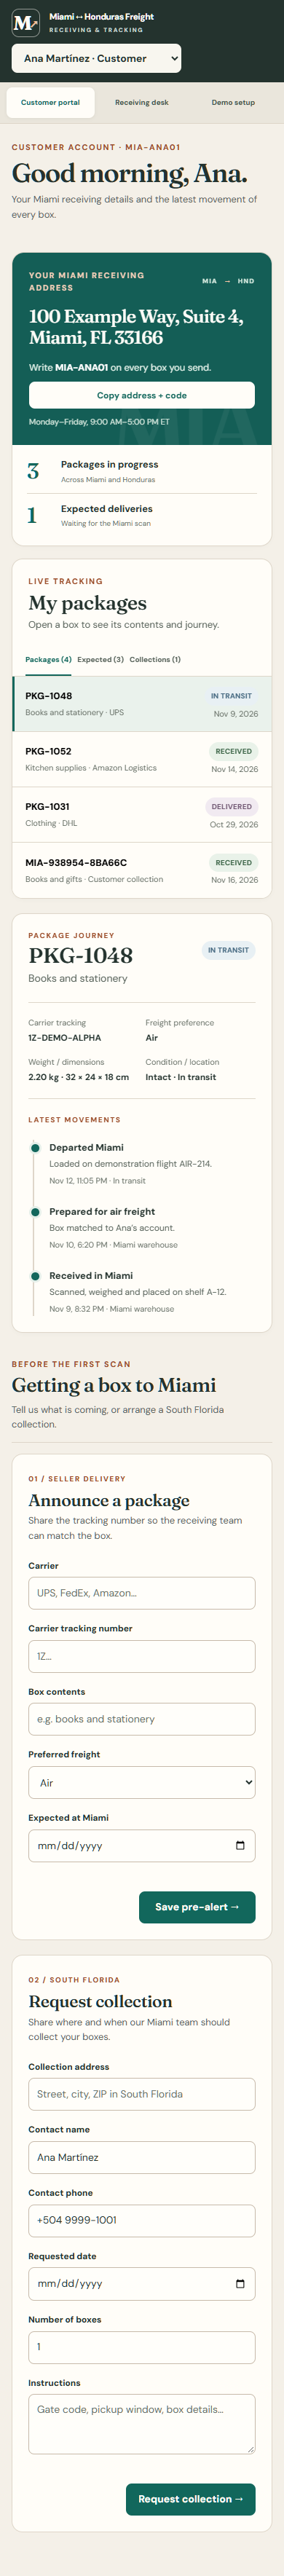 M
Miami ↔ Honduras Freight
RECEIVING & TRACKING
Ana Martínez · Customer
Customer portal
Receiving desk
Demo setup
CUSTOMER ACCOUNT · MIA-ANA01
Good morning, Ana.
Your Miami receiving details and the latest movement of
every box.
YOUR MIAMI RECEIVING
ADDRESS
MIA → HND
100 Example Way, Suite 4,
Miami, FL 33166
Write MIA-ANA01 on every box you send.
Copy address + code
Monday–Friday, 9:00 AM–5:00 PM ET
MIA
3
Packages in progress
Across Miami and Honduras
1
Expected deliveries
Waiting for the Miami scan
LIVE TRACKING
My packages
Open a box to see its contents and journey.
Packages (4)
Expected (3)
Collections (1)
PKG-1048
IN TRANSIT
Books and stationery · UPS
Nov 9, 2026
PKG-1052
RECEIVED
Kitchen supplies · Amazon Logistics
Nov 14, 2026
PKG-1031
DELIVERED
Clothing · DHL
Oct 29, 2026
MIA-938954-8BA66C
RECEIVED
Books and gifts · Customer collection
Nov 16, 2026
PACKAGE JOURNEY
PKG-1048
IN TRANSIT
Books and stationery
Carrier tracking
Freight preference
1Z-DEMO-ALPHA
Air
Weight / dimensions
Condition / location
2.20 kg · 32 × 24 × 18 cm
Intact · In transit
LATEST MOVEMENTS
Departed Miami
Loaded on demonstration flight AIR-214.
Nov 12, 11:05 PM · In transit
Prepared for air freight
Box matched to Ana's account.
Nov 10, 6:20 PM · Miami warehouse
Received in Miami
Scanned, weighed and placed on shelf A-12.
Nov 9, 8:32 PM · Miami warehouse
BEFORE THE FIRST SCAN
Getting a box to Miami
Tell us what is coming, or arrange a South Florida
collection.
01 / SELLER DELIVERY
Announce a package
Share the tracking number so the receiving team
can match the box.
Carrier
UPS, FedEx, Amazon...
Carrier tracking number
1Z...
Box contents
e.g. books and stationery
Preferred freight
Air
Expected at Miami
mm/dd/yyyy
Save pre-alert →
02 / SOUTH FLORIDA
Request collection
Share where and when our Miami team should
collect your boxes.
Collection address
Street, city, ZIP in South Florida
Contact name
Ana Martínez
Contact phone
+504 9999-1001
Requested date
mm/dd/yyyy
Number of boxes
1
Instructions
Gate code, pickup window, box details...
Request collection →